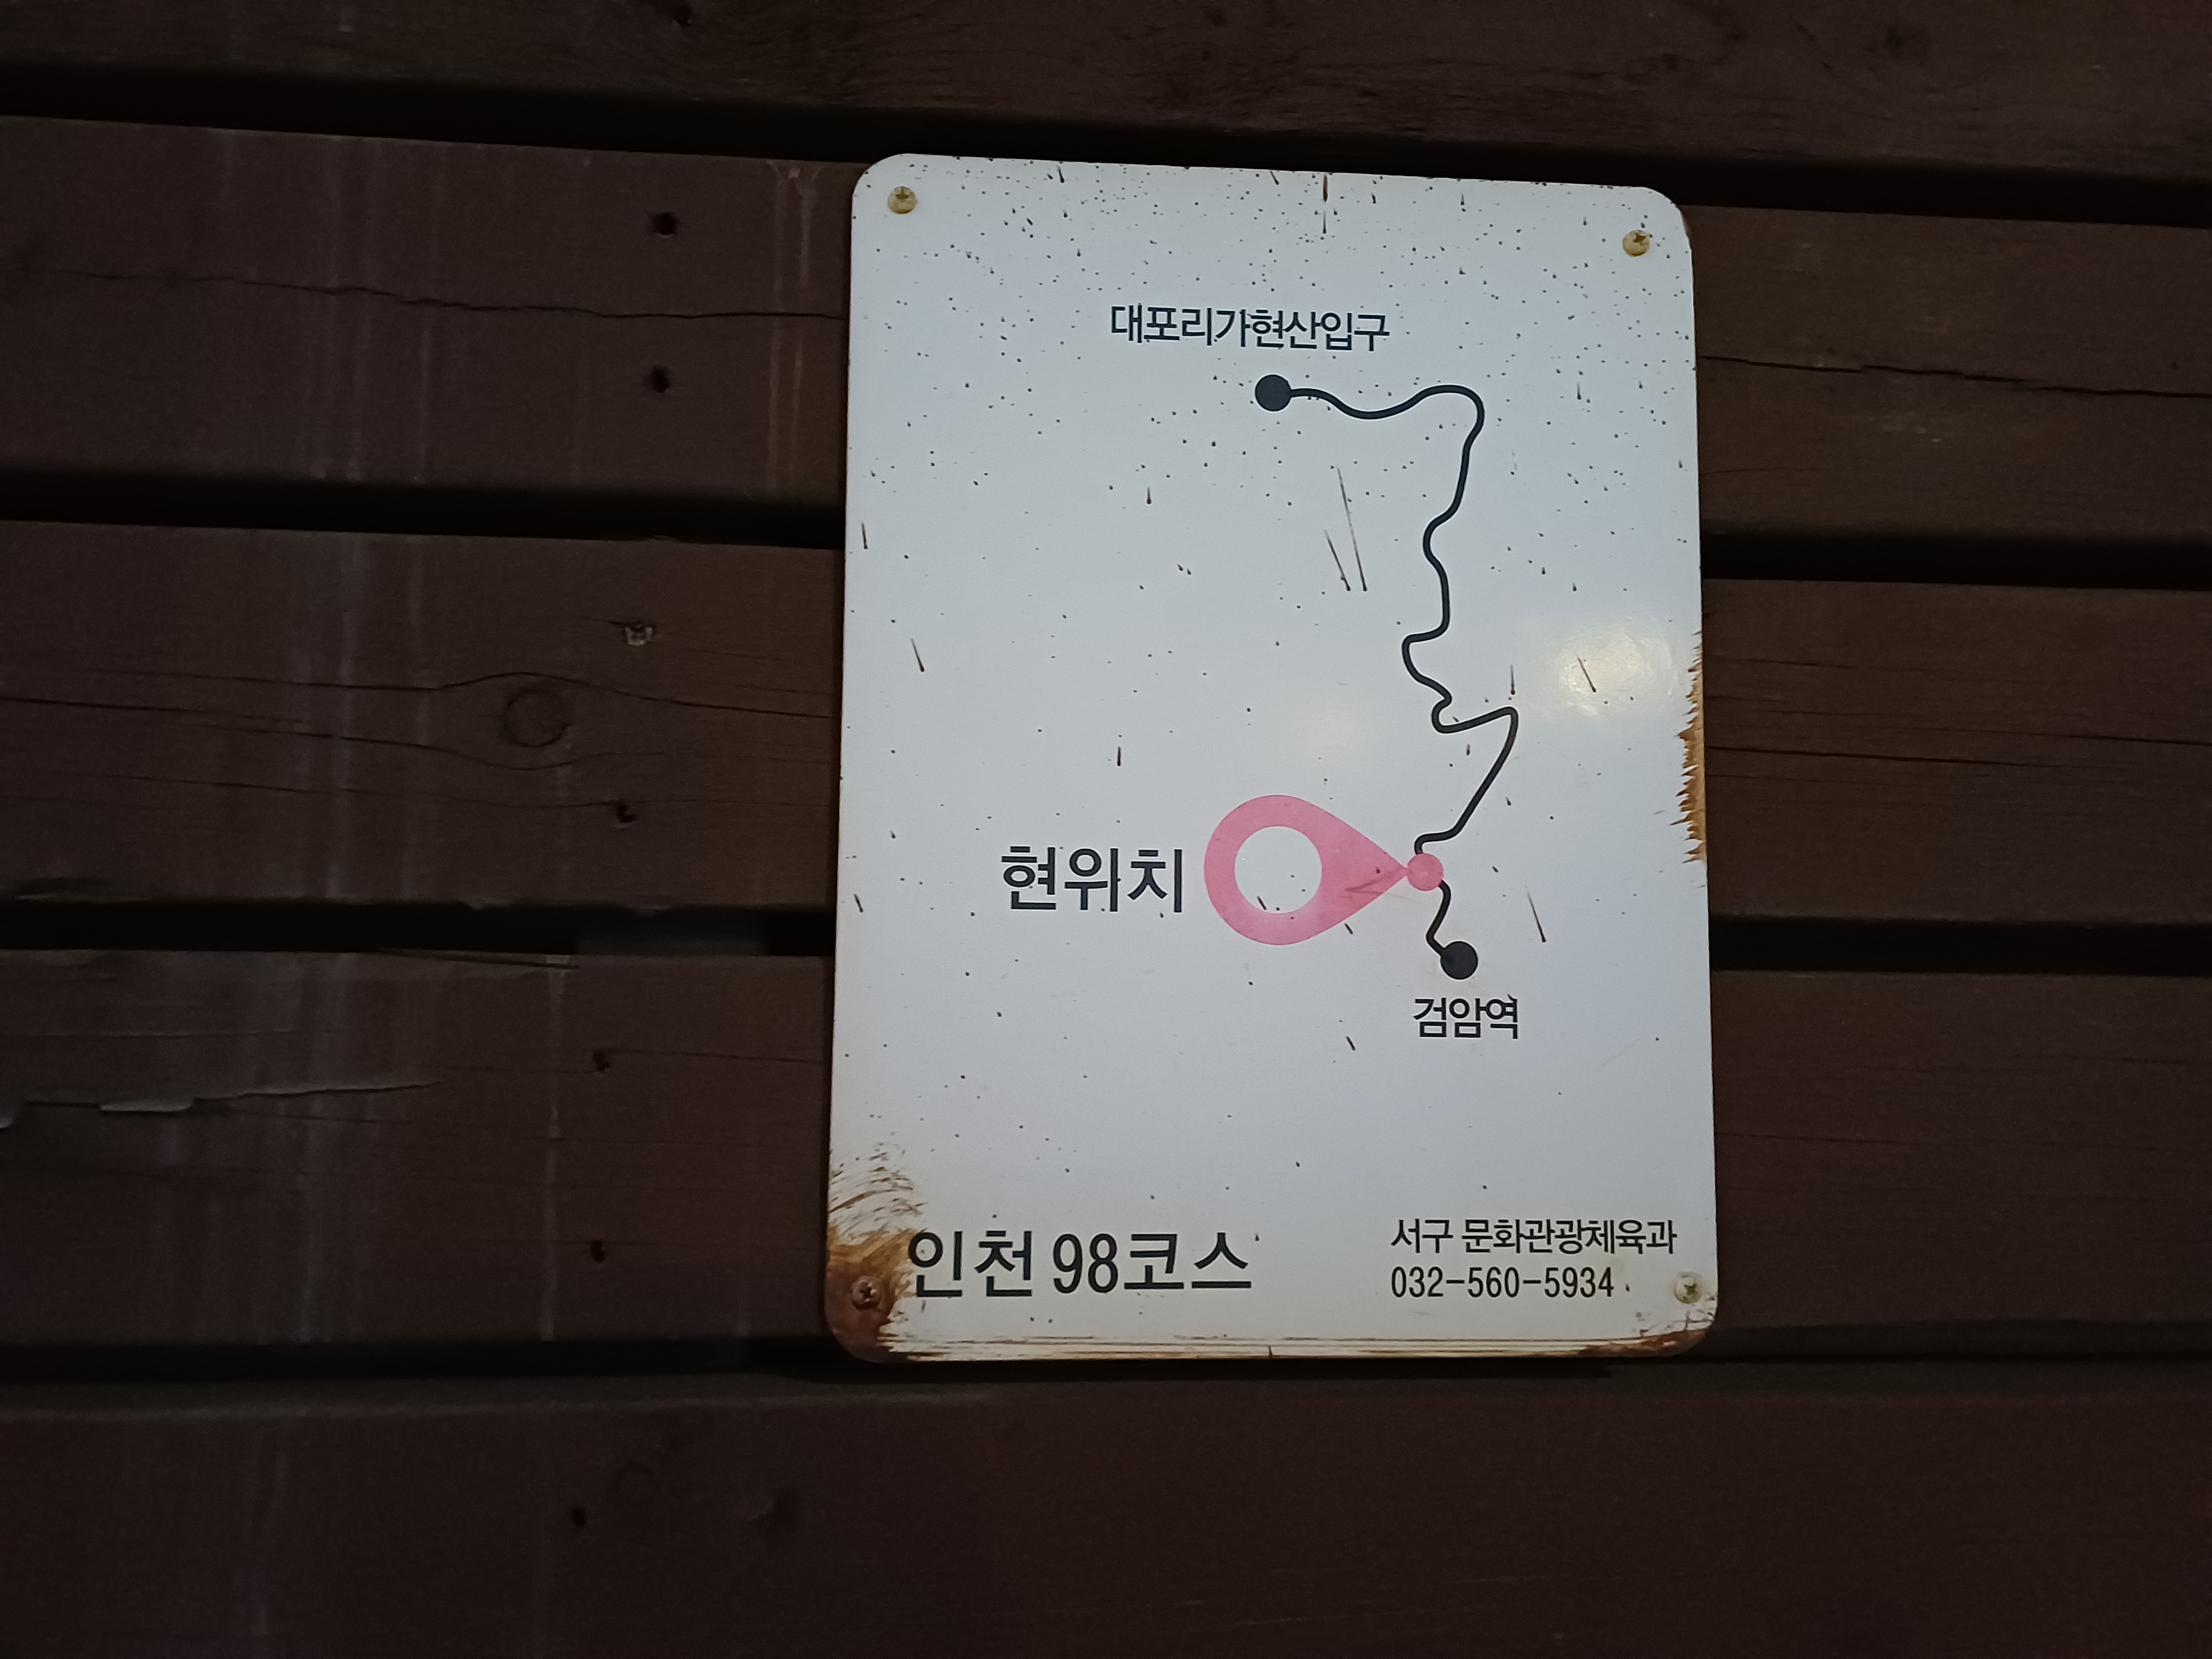 대포리가현산입구
현위치
검암역
인천 98코스
서구 문화관광체육과
032-560-5934